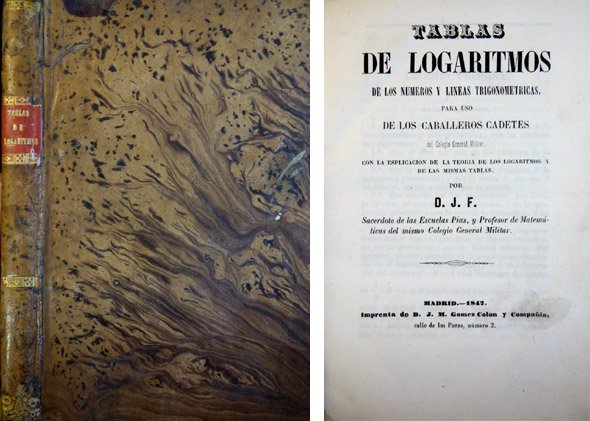 TABLAS
DE
LOGARITMOS
TABLAS
DE LOGARITMOS
DE LOS NUMEROS Y LINEAS TRIGONOMETRICAS,
PARA USO
DE LOS CABALLEROS CADETES
del Colegio General Militar,
CON LA ESPLICACION DE LA TEORIA DE LOS LOGARITMOS Y
DE LAS MISMAS TABLAS.
POR
D. J. F.
Sacerdote de las Escuelas Pias, y Profesor de Matemá-
ticas del mismo Colegio General Militar.
MADRID.—1847.
Imprenta de D. J. M. Gomez Colon y Compañia,
calle de las Pozas, número 2.